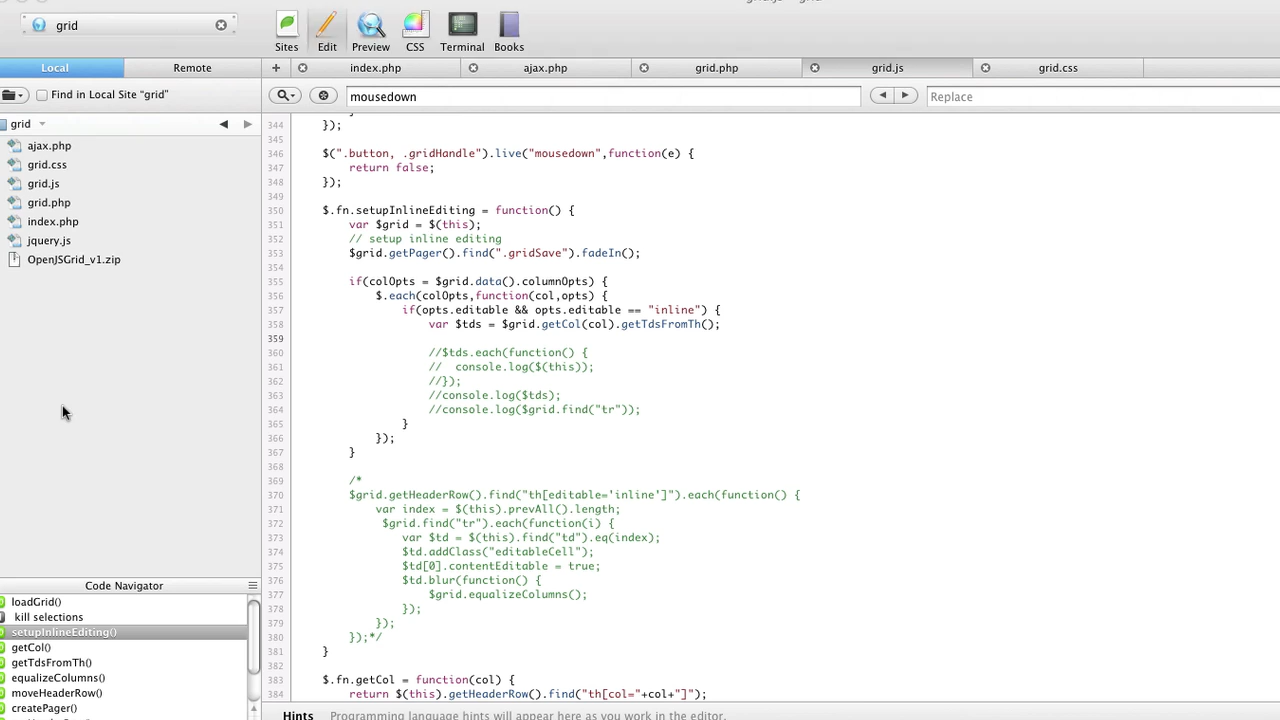 grid
Sites Edit Preview CSS Terminal Books
Local Remote
index.php ajax.php grid.php grid.js grid.css
Find in Local Site "grid"
mousedown
Replace
grid
ajax.php
grid.css
grid.js
grid.php
index.php
jquery.js
OpenJSGrid_v1.zip
344 });
345
346 $(".button, .gridHandle").live("mousedown",function(e) {
347 return false;
348 });
349
350 $.fn.setupInlineEditing = function() {
351 var $grid = $(this);
352 // setup inline editing
353 $grid.getPager().find(".gridSave").fadeIn();
354
355 if(colOpts = $grid.data().columnOpts) {
356 $.each(colOpts,function(col,opts) {
357 if(opts.editable && opts.editable == "inline") {
358 var $tds = $grid.getCol(col).getTdsFromTh();
359
360 //$tds.each(function() {
361 // console.log($(this));
362 //});
363 //console.log($tds);
364 //console.log($grid.find("tr"));
365 }
366 });
367 }
368
369 /*
370 $grid.getHeaderRow().find("th[editable='inline']").each(function() {
371 var index = $(this).prevAll().length;
372 $grid.find("tr").each(function(i) {
373 var $td = $(this).find("td").eq(index);
374 $td.addClass("editableCell");
375 $td[0].contentEditable = true;
376 $td.blur(function() {
377 $grid.equalizeColumns();
378 });
379 });
380 });*/
381 }
382
383 $.fn.getCol = function(col) {
384 return $(this).getHeaderRow().find("th[col="+col+"]");
Code Navigator
loadGrid()
kill selections
setupInlineEditing()
getCol()
getTdsFromTh()
equalizeColumns()
moveHeaderRow()
createPager()
Hints Programming language hints will appear here as you work in the editor.